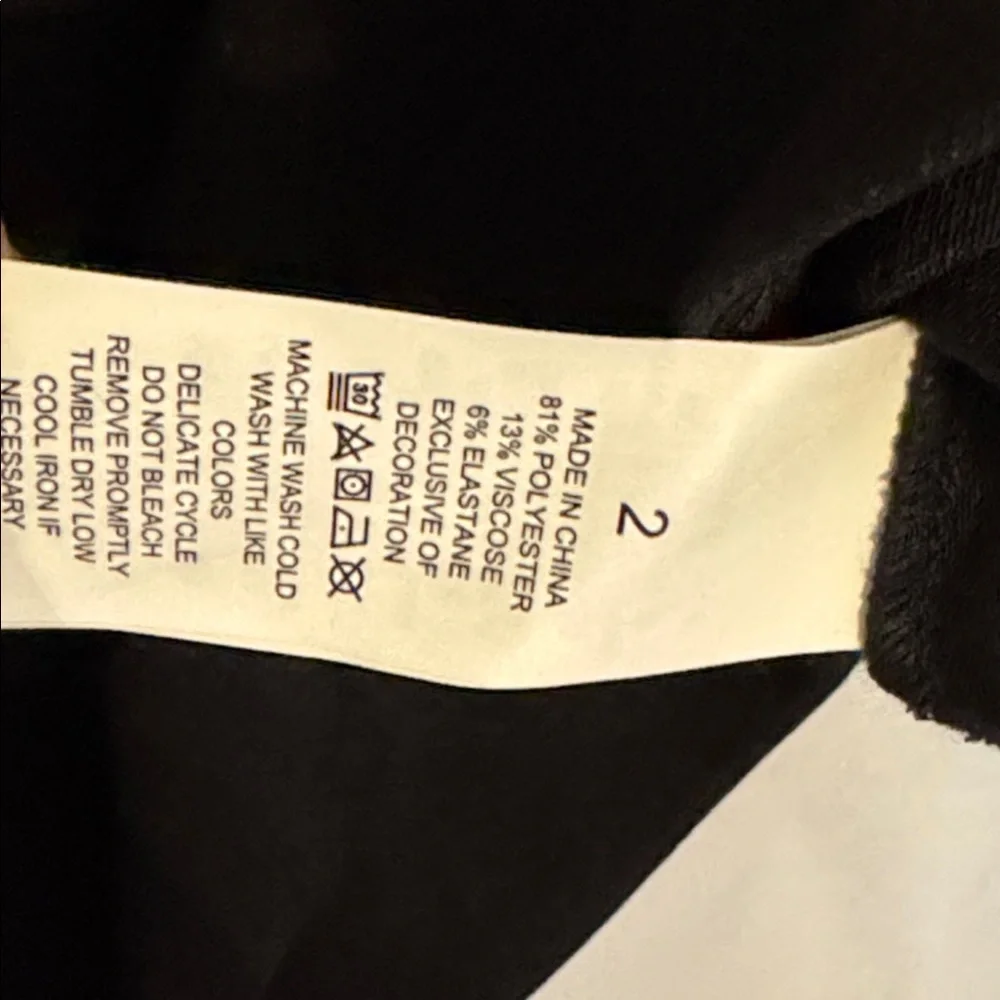 2
MADE IN CHINA
81% POLYESTER
13% VISCOSE
6% ELASTANE
EXCLUSIVE OF
DECORATION
30
MACHINE WASH COLD
WASH WITH LIKE
COLORS
DELICATE CYCLE
DO NOT BLEACH
REMOVE PROMPTLY
TUMBLE DRY LOW
COOL IRON IF
NECESSARY